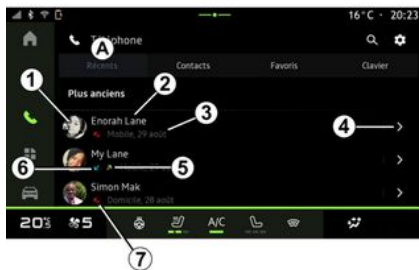 16°C 20:23
Téléphone
A
Récents Contacts Favoris Clavier
Plus anciens
1 2
Enorah Lane
3
Mobile, 29 août
4
My Lane
6 5
Simon Mak
Domicile, 28 août
7
20°5 5 A/C